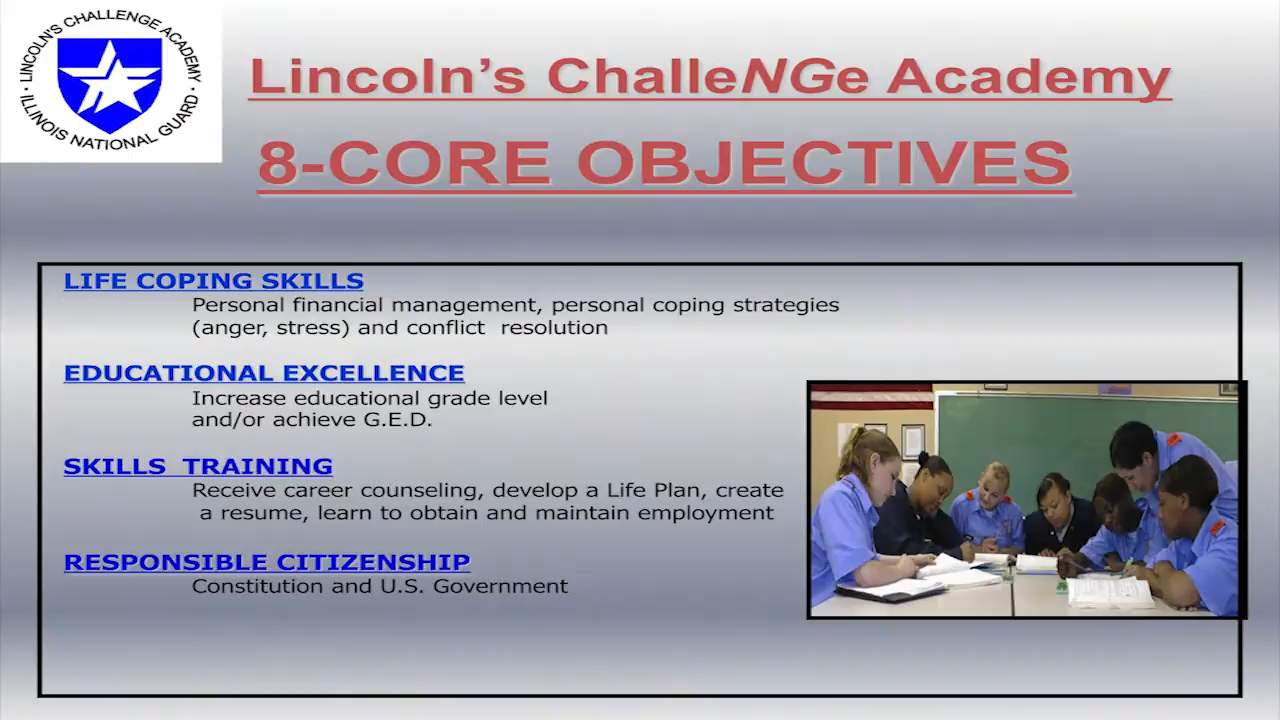 LINCOLN'S CHALLENGE ACADEMY
· ILLINOIS NATIONAL GUARD ·
Lincoln’s ChalleNGe Academy
8-CORE OBJECTIVES
LIFE COPING SKILLS
Personal financial management, personal coping strategies
(anger, stress) and conflict resolution
EDUCATIONAL EXCELLENCE
Increase educational grade level
and/or achieve G.E.D.
SKILLS TRAINING
Receive career counseling, develop a Life Plan, create
a resume, learn to obtain and maintain employment
RESPONSIBLE CITIZENSHIP
Constitution and U.S. Government